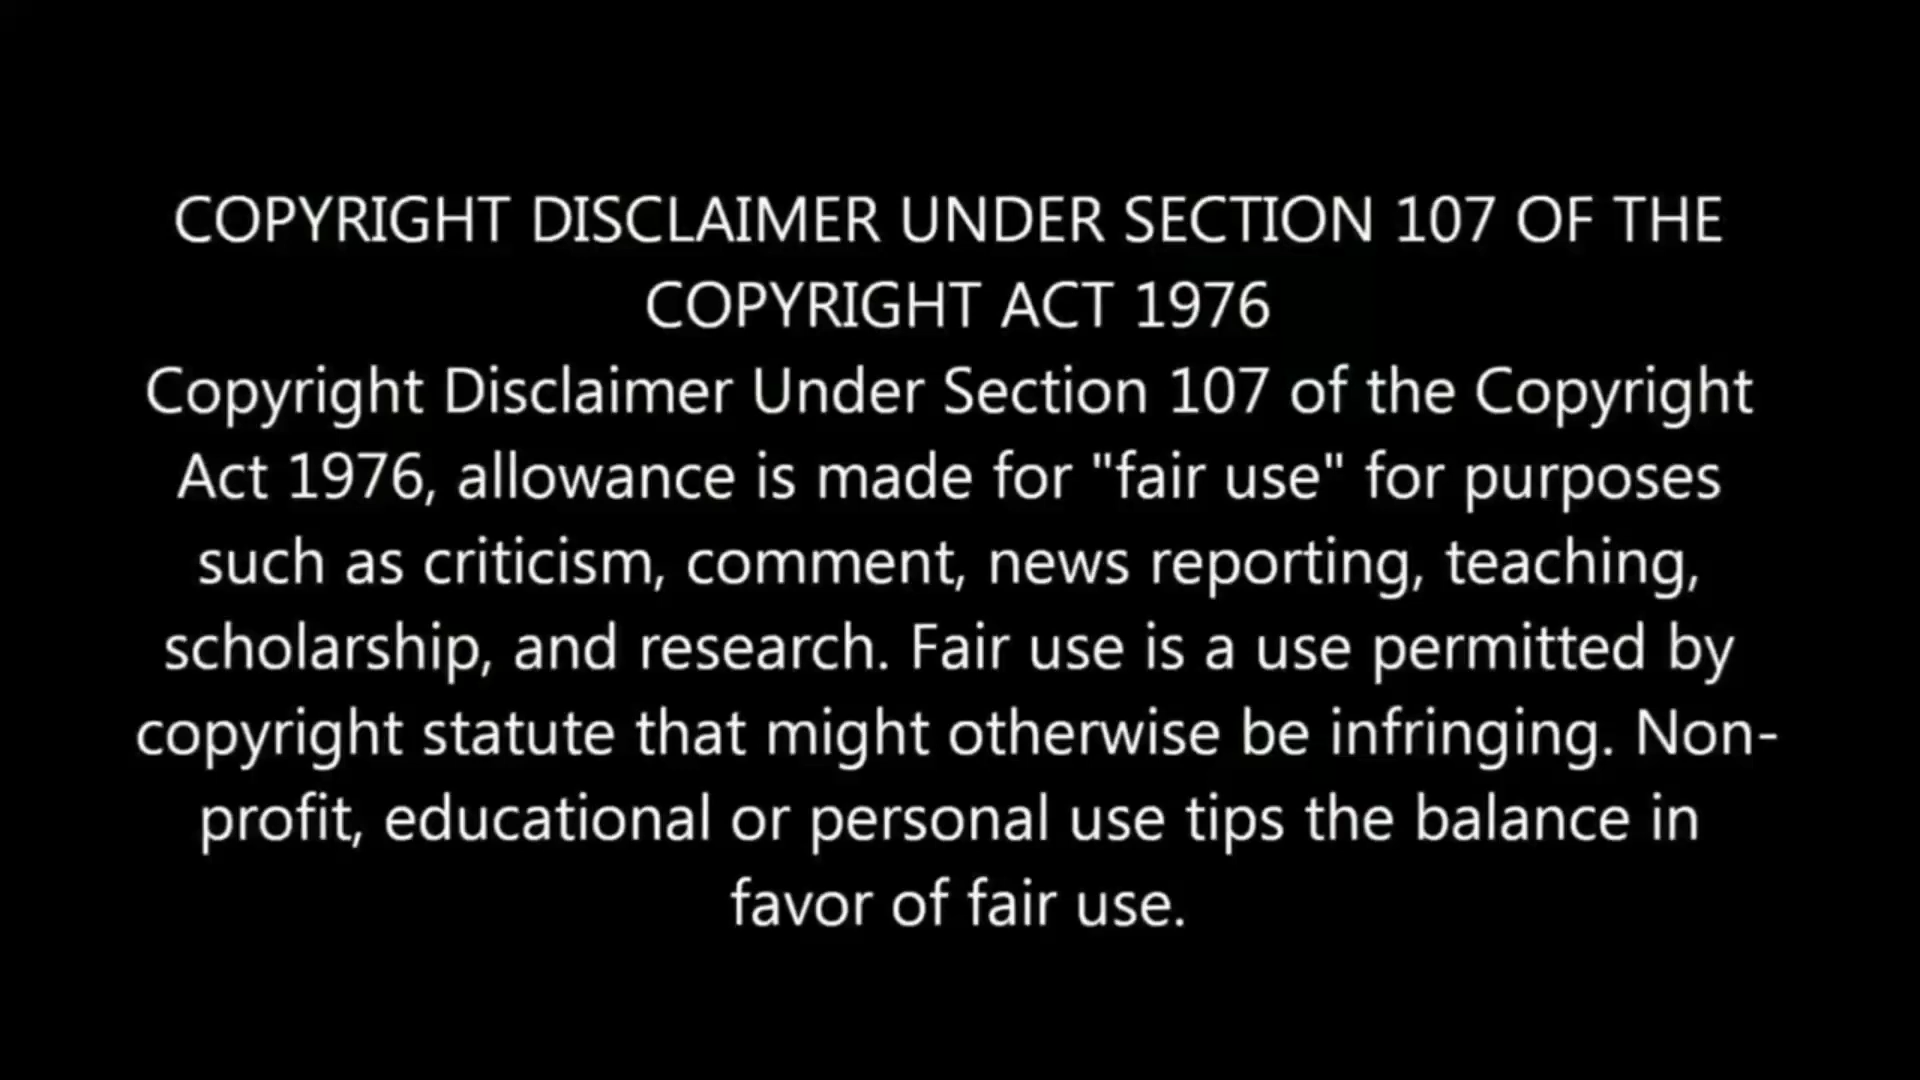 COPYRIGHT DISCLAIMER UNDER SECTION 107 OF THE
COPYRIGHT ACT 1976
Copyright Disclaimer Under Section 107 of the Copyright
Act 1976, allowance is made for "fair use" for purposes
such as criticism, comment, news reporting, teaching,
scholarship, and research. Fair use is a use permitted by
copyright statute that might otherwise be infringing. Non-
profit, educational or personal use tips the balance in
favor of fair use.